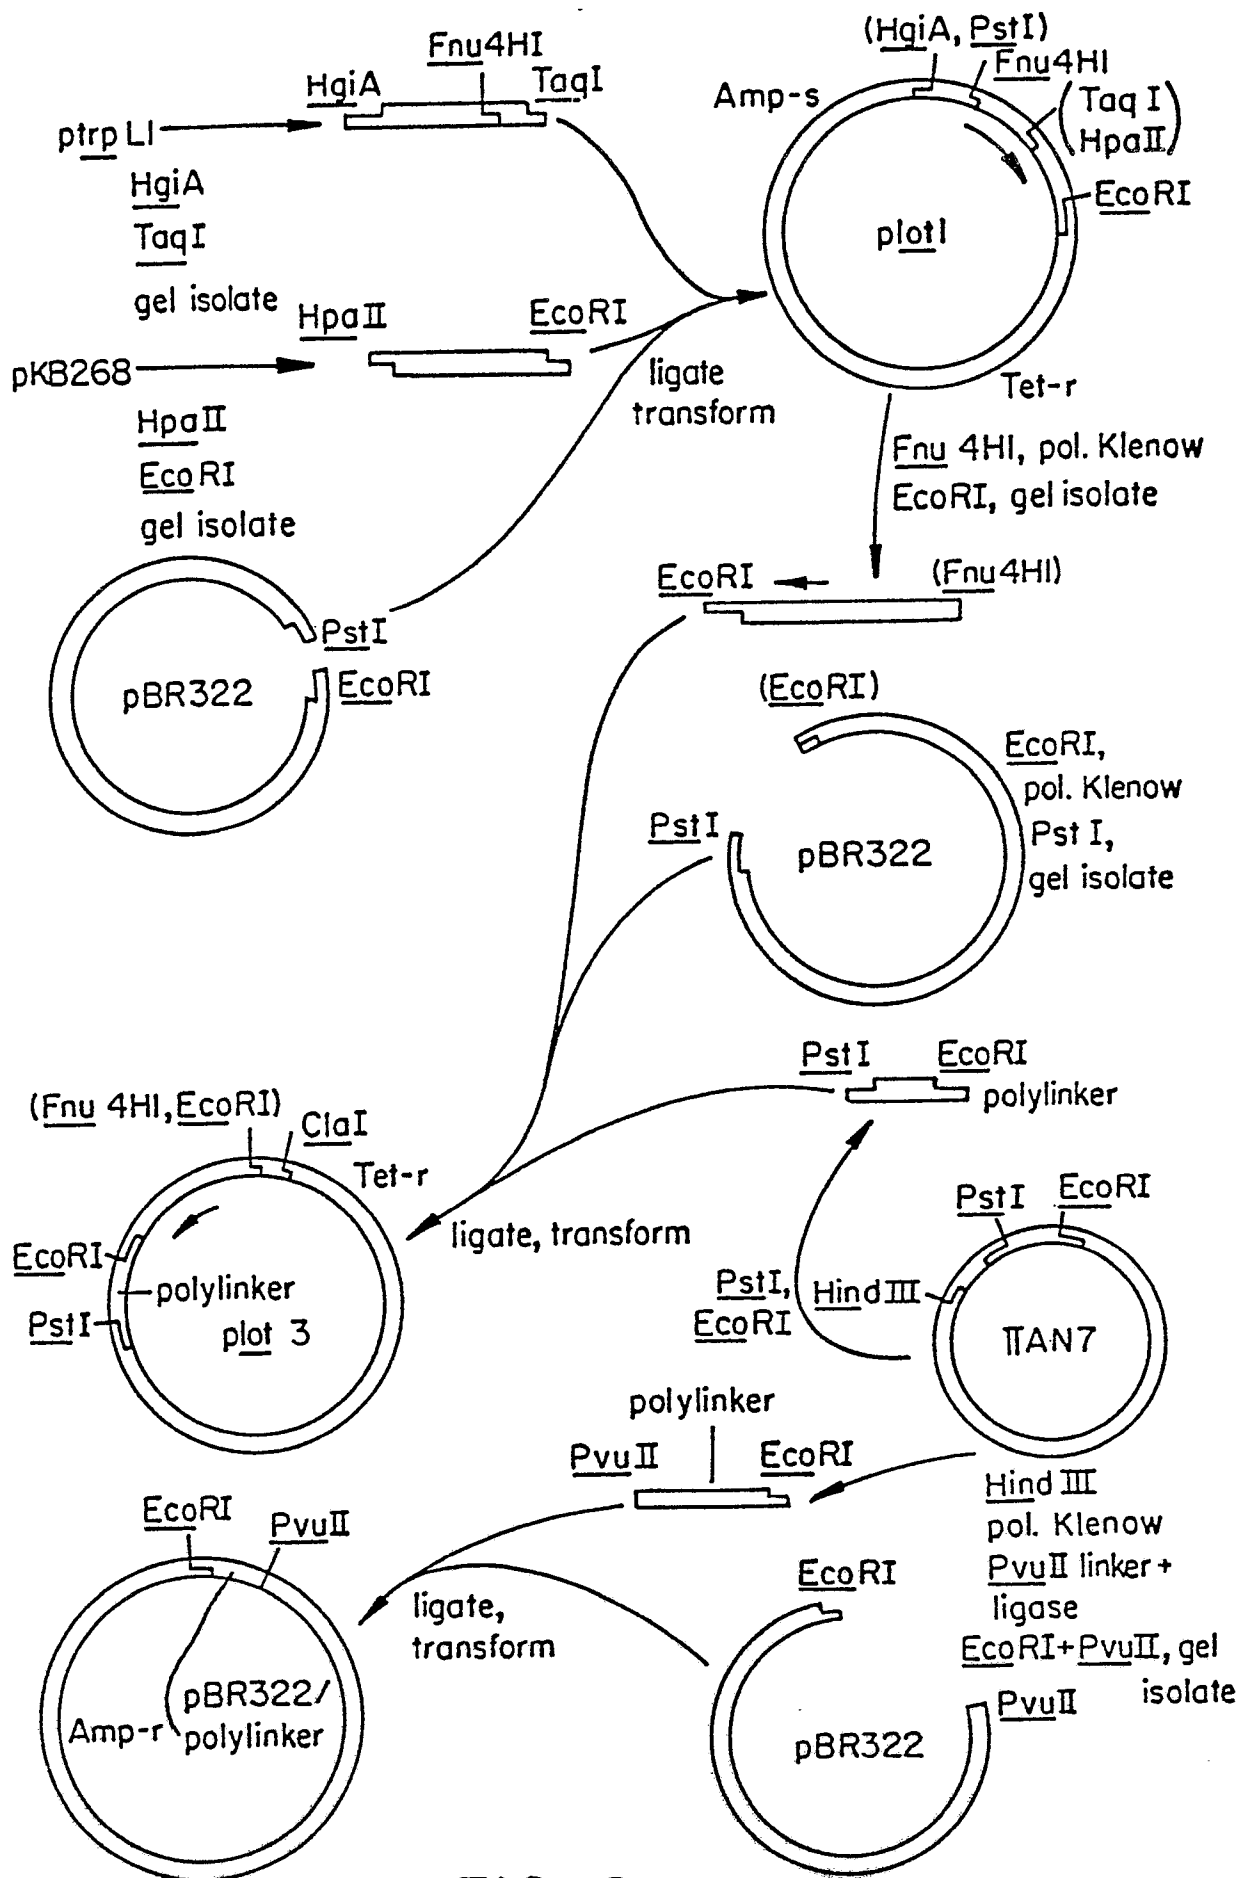 Fnu4HI
HgiA
TaqI
ptrp L1
HgiA
TaqI
gel isolate
HpaII
EcoRI
pKB268
HpaII
EcoRI
gel isolate
ligate
transform
PstI
EcoRI
pBR322
(HgiA, PstI)
Fnu4HI
Amp-s
(TaqI
HpaII)
EcoRI
plot1
Tet-r
Fnu 4HI, pol. Klenow
EcoRI, gel isolate
EcoRI
(Fnu4HI)
(EcoRI)
EcoRI,
pol. Klenow
Pst I,
gel isolate
PstI
pBR322
PstI
EcoRI
polylinker
(Fnu 4HI, EcoRI)
ClaI
Tet-r
EcoRI
polylinker
PstI
plot 3
ligate, transform
PstI
EcoRI
HindIII
PstI,
EcoRI
πAN7
polylinker
PvuII
EcoRI
Hind III
pol. Klenow
PvuII linker +
ligase
EcoRI+PvuII, gel
isolate
EcoRI
PvuII
ligate,
transform
EcoRI
PvuII
pBR322
pBR322/
Amp-r
polylinker